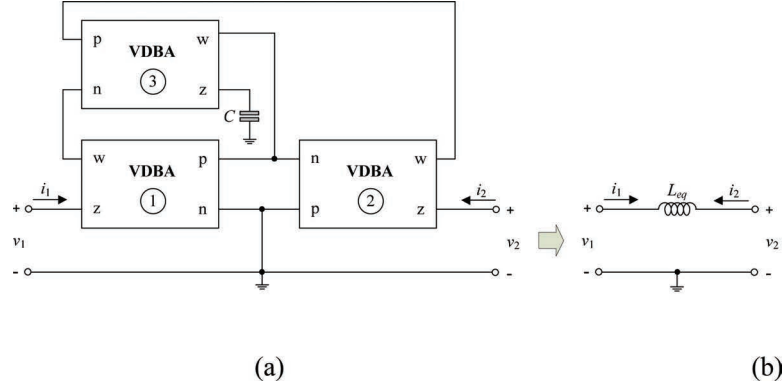 p
VDBA
w
n
3
z
C
w
VDBA
p
1
z
n
n
VDBA
w
2
p
z
i1
+
v1
-
i2
+
v2
-
i1
Leq
i2
+
v1
-
+
v2
-
(a)
(b)